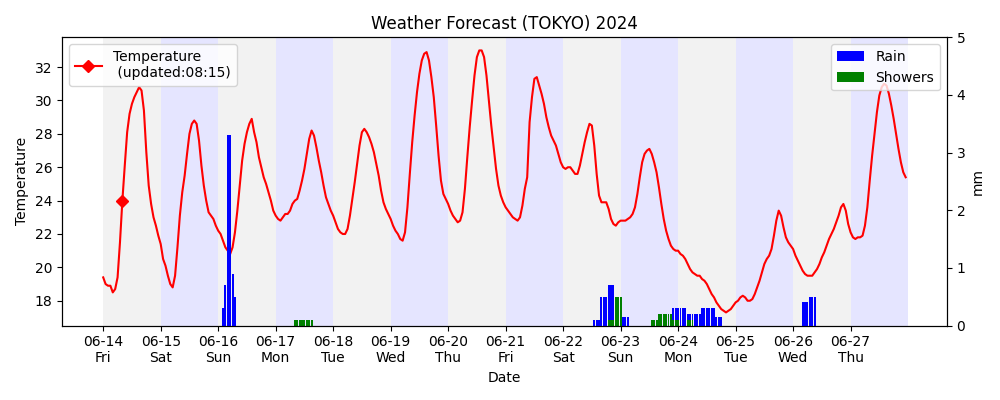 Weather Forecast (TOKYO) 2024
Temperature
(updated:08:15)
Rain
Showers
Temperature
32
30
28
26
24
22
20
18
5
4
3
2
1
0
mm
06-14 06-15 06-16 06-17 06-18 06-19 06-20 06-21 06-22 06-23 06-24 06-25 06-26 06-27
Fri Sat Sun Mon Tue Wed Thu Fri Sat Sun Mon Tue Wed Thu
Date